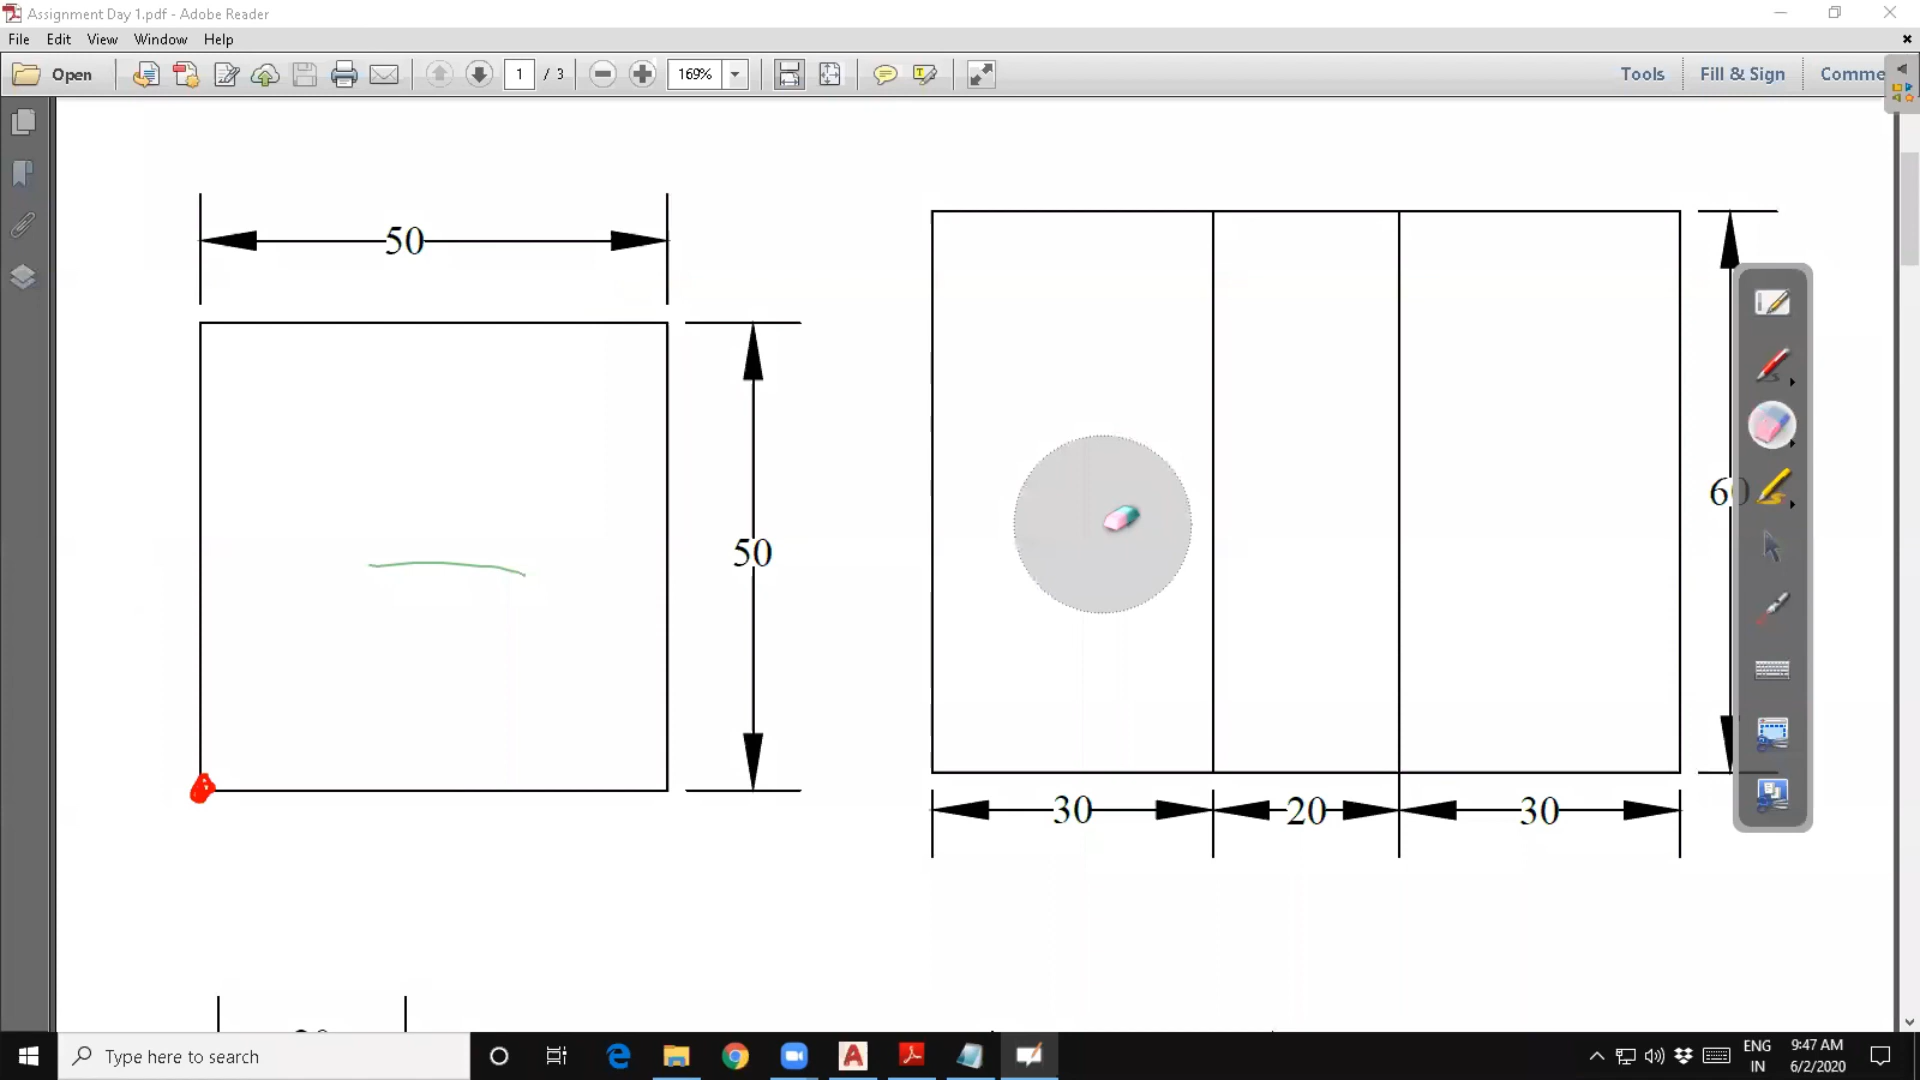 Assignment Day 1.pdf - Adobe Reader
File Edit View Window Help
Open 1 / 3 169% Tools Fill & Sign Comme
50
50
60
30 20 30
Type here to search
ENG 9:47 AM
IN 6/2/2020